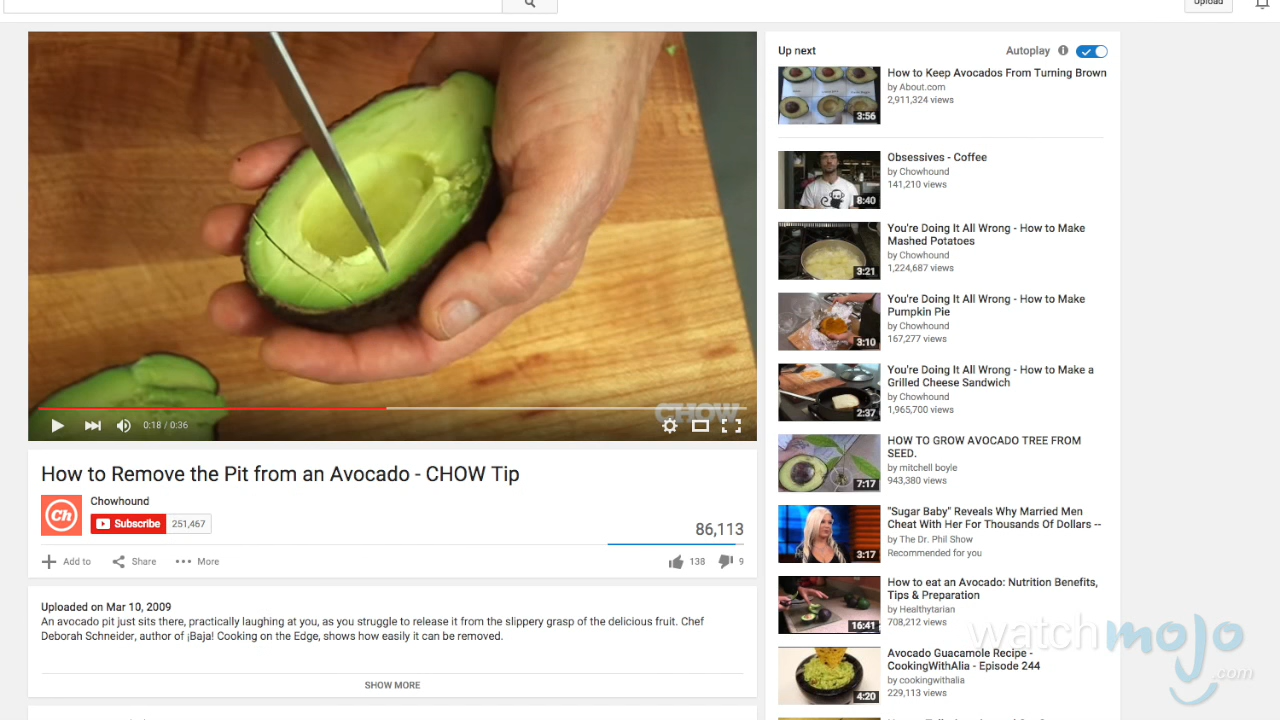 Upload
CHOW
0:18 / 0:36
How to Remove the Pit from an Avocado - CHOW Tip
Ch
Chowhound
Subscribe 251,467
86,113
Add to Share More 138 9
Uploaded on Mar 10, 2009
An avocado pit just sits there, practically laughing at you, as you struggle to release it from the slippery grasp of the delicious fruit. Chef
Deborah Schneider, author of ¡Baja! Cooking on the Edge, shows how easily it can be removed.
SHOW MORE
Up next Autoplay
How to Keep Avocados From Turning Brown
by About.com
2,911,324 views
3:56
Obsessives - Coffee
by Chowhound
141,210 views
8:40
You're Doing It All Wrong - How to Make
Mashed Potatoes
by Chowhound
1,224,687 views
3:21
You're Doing It All Wrong - How to Make
Pumpkin Pie
by Chowhound
167,277 views
3:10
You're Doing It All Wrong - How to Make a
Grilled Cheese Sandwich
by Chowhound
1,965,700 views
2:37
HOW TO GROW AVOCADO TREE FROM
SEED.
by mitchell boyle
943,380 views
7:17
"Sugar Baby" Reveals Why Married Men
Cheat With Her For Thousands Of Dollars --
by The Dr. Phil Show
Recommended for you
3:17
How to eat an Avocado: Nutrition Benefits,
Tips & Preparation
by Healthytarian
708,212 views
16:41
Avocado Guacamole Recipe -
CookingWithAlia - Episode 244
by cookingwithalia
229,113 views
4:20
watchmojo.com